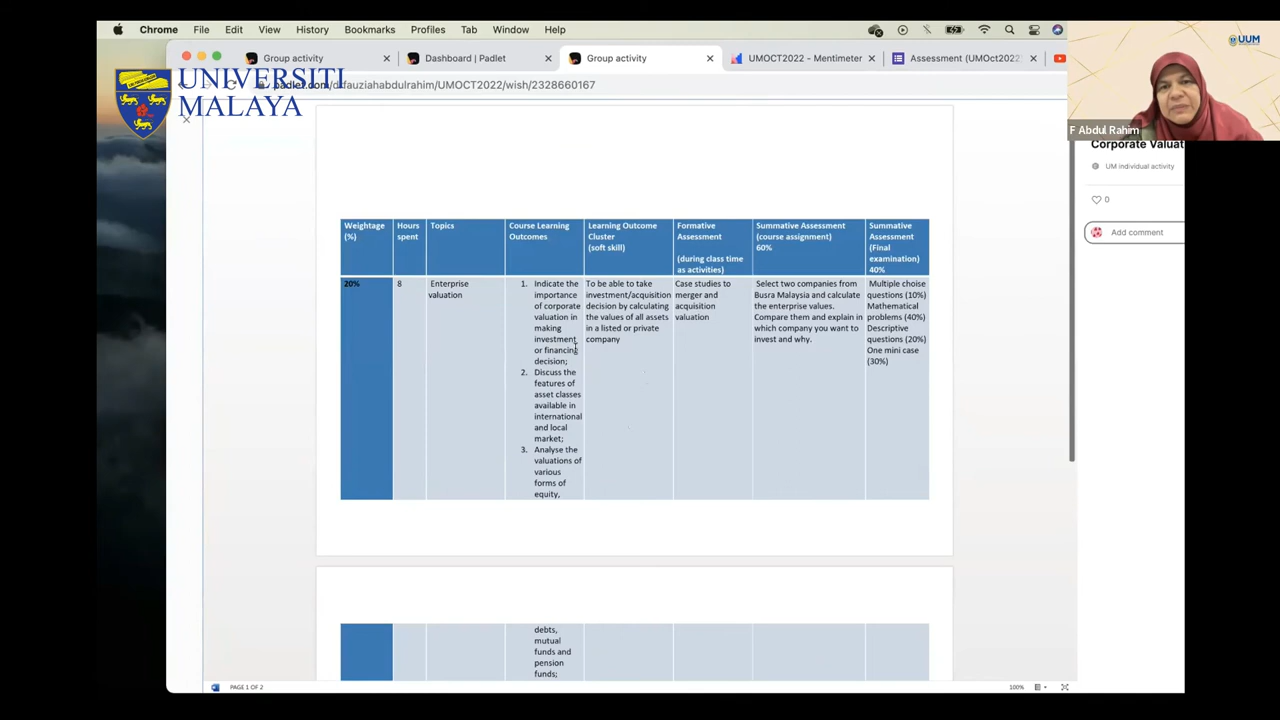 Chrome File Edit View History Bookmarks Profiles Tab Window Help
Group activity
Dashboard | Padlet
Group activity
UMOCT2022 - Mentimeter
Assessment (UMOct2022)
UNIVERSITI
MALAYA
padlet.com/drfauziahabdulrahim/UMOCT2022/wish/2328660167
UUM
F Abdul Rahim
Corporate Valuat
UM individual activity
0
Add comment
Weightage
(%)
Hours
spent
Topics
Course Learning
Outcomes
Learning Outcome
Cluster
(soft skill)
Formative
Assessment
(during class time
as activities)
Summative Assessment
(course assignment)
60%
Summative
Assessment
(Final
examination)
40%
20%
8
Enterprise
valuation
1. Indicate the
importance
of corporate
valuation in
making
investment
or financing
decision;
2. Discuss the
features of
asset classes
available in
international
and local
market;
3. Analyse the
valuations of
various
forms of
equity,
To be able to take
investment/acquisition
decision by calculating
the values of all assets
in a listed or private
company
Case studies to
merger and
acquisition
valuation
Select two companies from
Busra Malaysia and calculate
the enterprise values.
Compare them and explain in
which company you want to
invest and why.
Multiple choise
questions (10%)
Mathematical
problems (40%)
Descriptive
questions (20%)
One mini case
(30%)
debts,
mutual
funds and
pension
funds;
PAGE 1 OF 2
100%